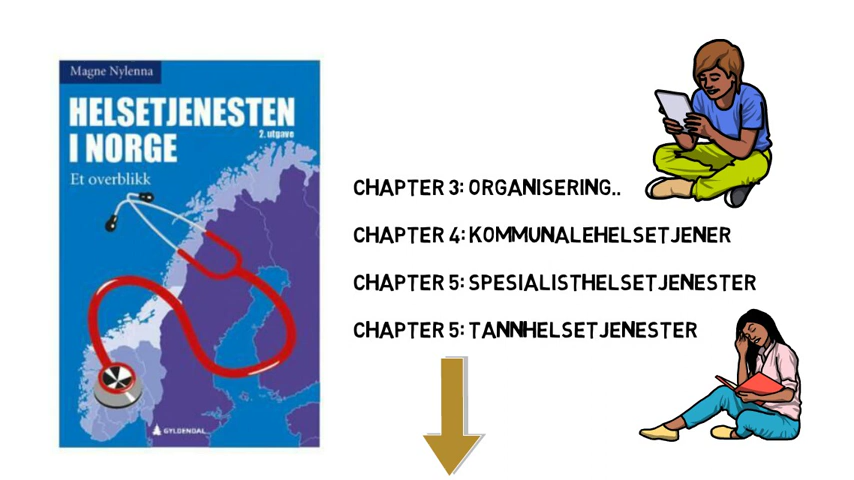 Magne Nylenna
HELSETJENESTEN
2. utgave
I NORGE
Et overblikk
GYLDENDAL
CHAPTER 3: ORGANISERING..
CHAPTER 4: KOMMUNALEHELSETJENER
CHAPTER 5: SPESIALISTHELSETJENESTER
CHAPTER 5: TANNHELSETJENESTER